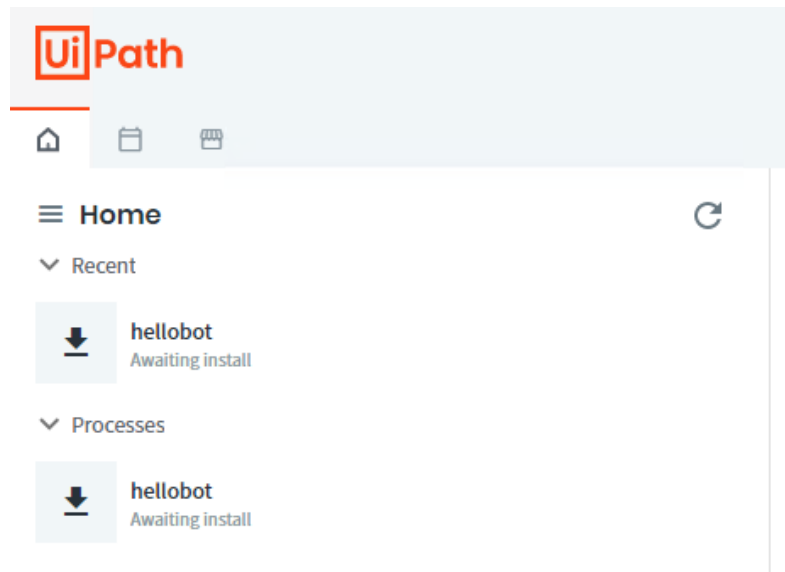 UiPath
Home
Recent
hellobot
Awaiting install
Processes
hellobot
Awaiting install